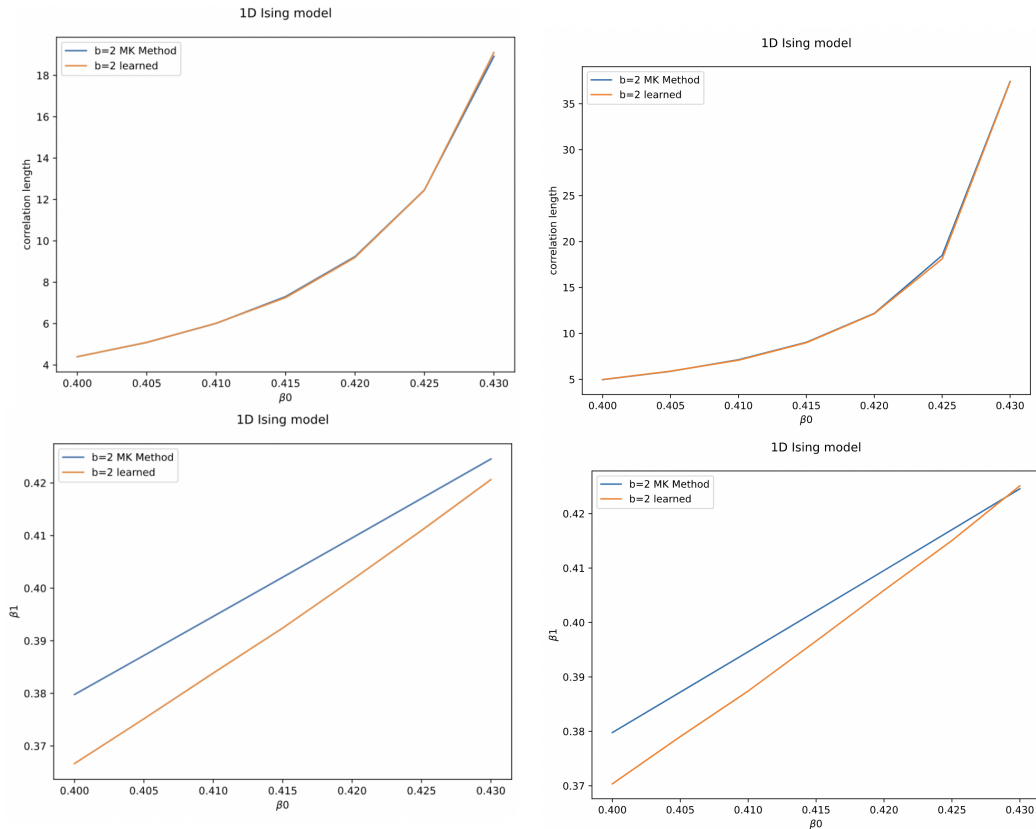 1D Ising model
b=2 MK Method
b=2 learned
correlation length
18
16
14
12
10
8
6
4
0.400 0.405 0.410 0.415 0.420 0.425 0.430
β0
1D Ising model
b=2 MK Method
b=2 learned
correlation length
35
30
25
20
15
10
5
0.400 0.405 0.410 0.415 0.420 0.425 0.430
β0
1D Ising model
b=2 MK Method
b=2 learned
β1
0.42
0.41
0.40
0.39
0.38
0.37
0.400 0.405 0.410 0.415 0.420 0.425 0.430
β0
1D Ising model
b=2 MK Method
b=2 learned
β1
0.42
0.41
0.40
0.39
0.38
0.37
0.400 0.405 0.410 0.415 0.420 0.425 0.430
β0